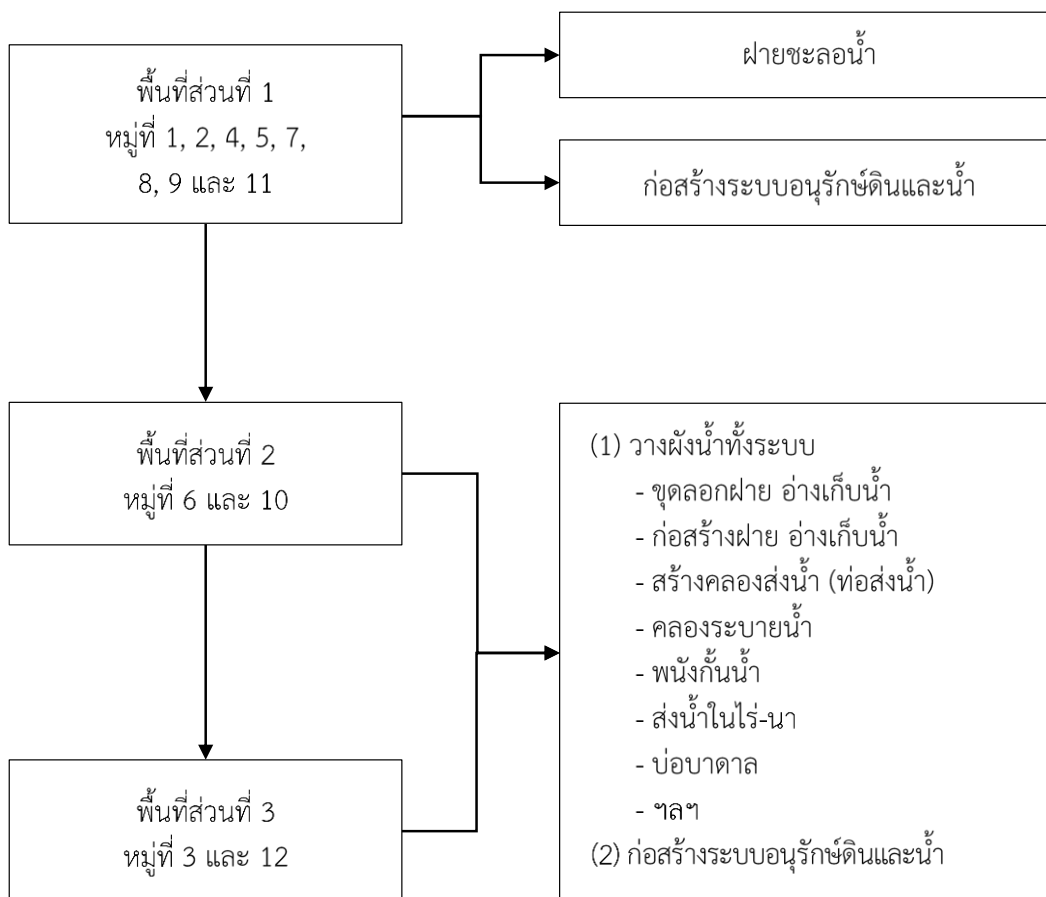 พื้นที่ส่วนที่ 1
หมู่ที่ 1, 2, 4, 5, 7,
8, 9 และ 11
ฝายชะลอน้ำ
ก่อสร้างระบบอนุรักษ์ดินและน้ำ
พื้นที่ส่วนที่ 2
หมู่ที่ 6 และ 10
พื้นที่ส่วนที่ 3
หมู่ที่ 3 และ 12
(1) วางผังน้ำทั้งระบบ
- ขุดลอกฝาย อ่างเก็บน้ำ
- ก่อสร้างฝาย อ่างเก็บน้ำ
- สร้างคลองส่งน้ำ (ท่อส่งน้ำ)
- คลองระบายน้ำ
- พนังกั้นน้ำ
- ส่งน้ำในไร่-นา
- บ่อบาดาล
- ฯลฯ
(2) ก่อสร้างระบบอนุรักษ์ดินและน้ำ